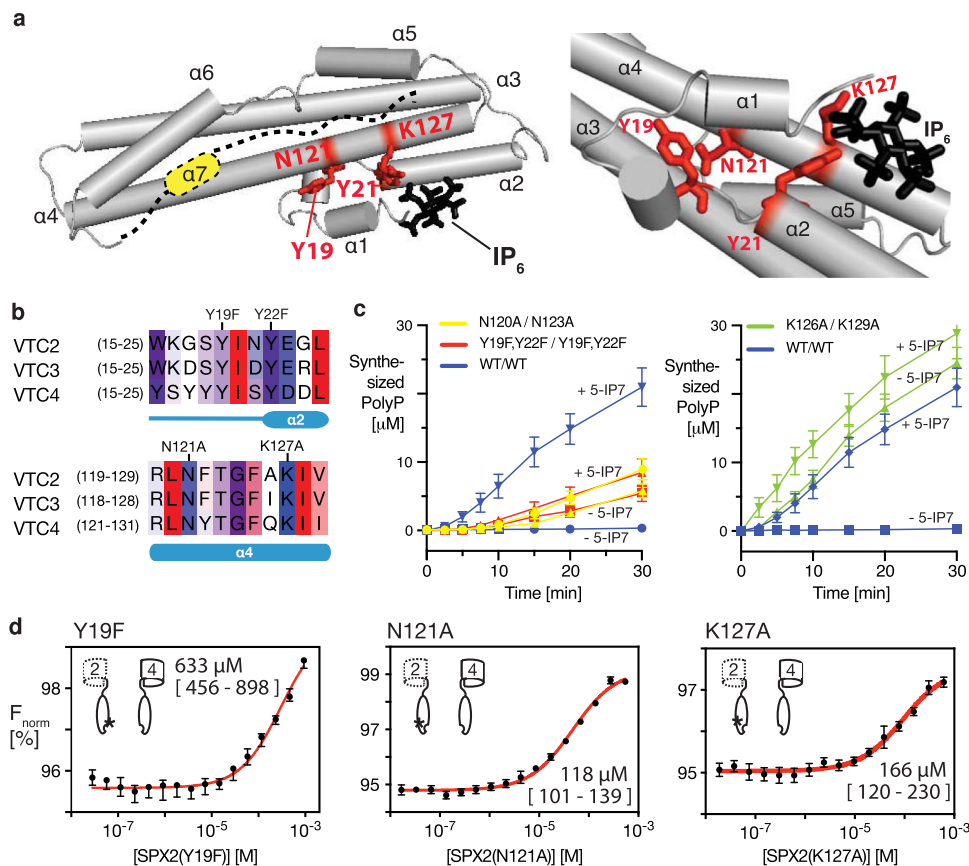 a
α5
α6
α3
K127
N121
α7
Y21
α2
α4
α1
Y19
IP6
α4
α1
K127
α3
Y19
IP6
N121
α5
Y21
α2
b
Y19F Y22F
VTC2 (15-25) WKGSYINYEGL
VTC3 (15-25) WKDSYIDYERL
VTC4 (15-25) YSYYYISYDDL
α2
N121A K127A
VTC2 (119-129) RLNFTGFAKIV
VTC3 (118-128) RLNFTGFIKIV
VTC4 (121-131) RLNYTGFQKII
α4
c
N120A / N123A
Y19F,Y22F / Y19F,Y22F
WT/WT
30
Synthe-
sized
PolyP
[µM]
20
10
0
+ 5-IP7
+ 5-IP7
- 5-IP7
- 5-IP7
0 10 20 30
Time [min]
K126A / K129A
WT/WT
30
Synthe-
sized
PolyP
[µM]
20
10
0
+ 5-IP7
- 5-IP7
+ 5-IP7
- 5-IP7
0 10 20 30
Time [min]
d
Y19F
2 4
633 µM
[ 456 - 898 ]
98
96
Fnorm
[%]
*
10-7 10-5 10-3
[SPX2(Y19F)] [M]
N121A
2 4
99
97
95
*
118 µM
[ 101 - 139 ]
10-7 10-5 10-3
[SPX2(N121A)] [M]
K127A
2 4
97
95
*
166 µM
[ 120 - 230 ]
10-7 10-5 10-3
[SPX2(K127A)] [M]